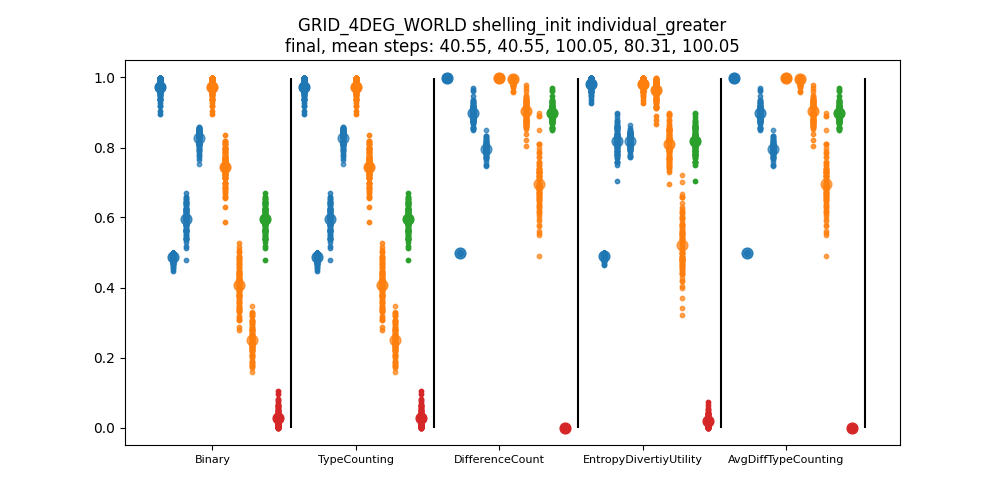 GRID_4DEG_WORLD shelling_init individual_greater
final, mean steps: 40.55, 40.55, 100.05, 80.31, 100.05
1.0
0.8
0.6
0.4
0.2
0.0
Binary TypeCounting DifferenceCount EntropyDivertiyUtility AvgDiffTypeCounting